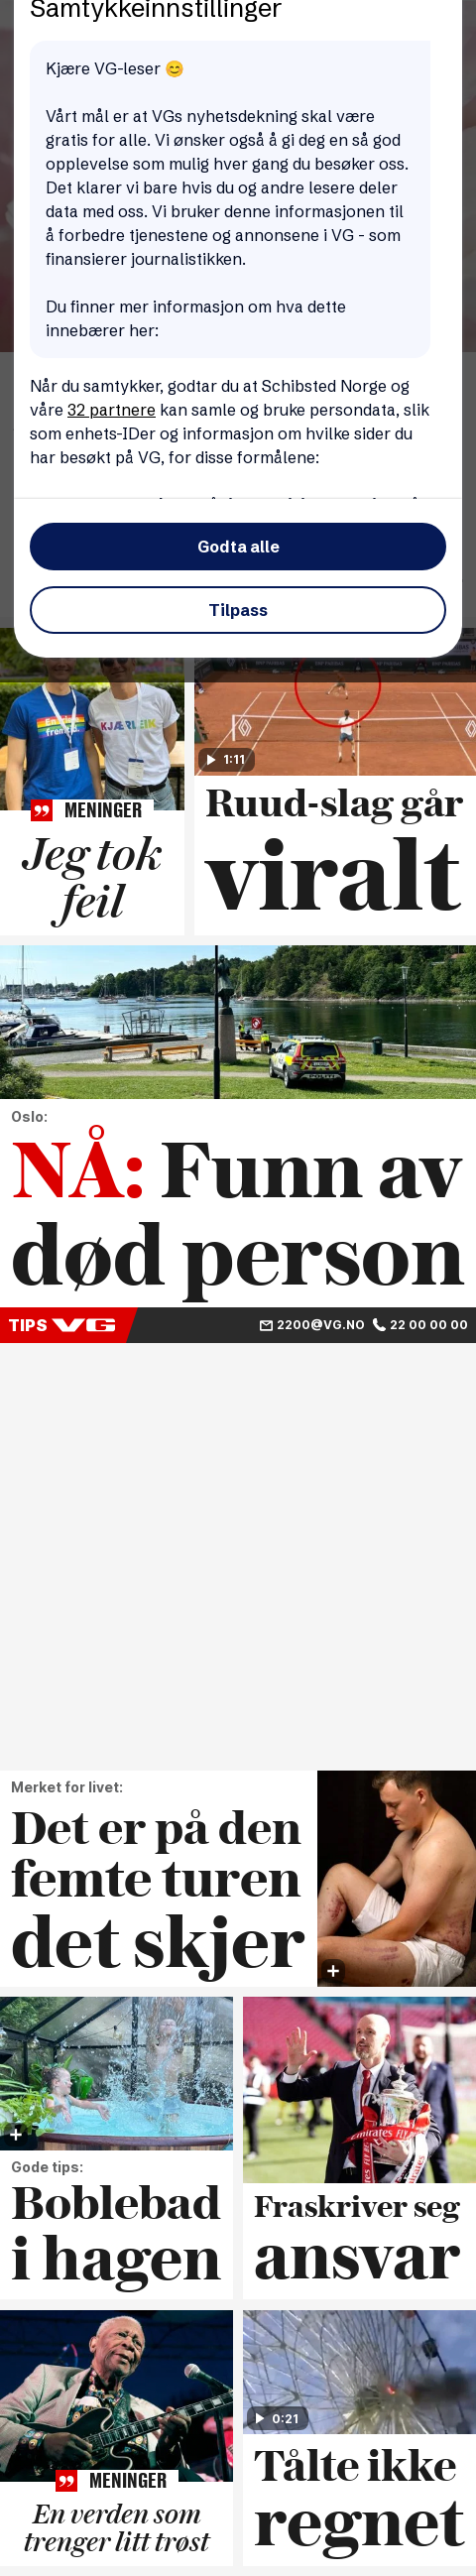 Samtykkeinnstillinger
Kjære VG-leser 😊
Vårt mål er at VGs nyhetsdekning skal være
gratis for alle. Vi ønsker også å gi deg en så god
opplevelse som mulig hver gang du besøker oss.
Det klarer vi bare hvis du og andre lesere deler
data med oss. Vi bruker denne informasjonen til
å forbedre tjenestene og annonsene i VG - som
finansierer journalistikken.
Du finner mer informasjon om hva dette
innebærer her:
Når du samtykker, godtar du at Schibsted Norge og
våre 32 partnere kan samle og bruke persondata, slik
som enhets-IDer og informasjon om hvilke sider du
har besøkt på VG, for disse formålene:
Godta alle
Tilpass
KJÆRLEIK
MENINGER
Jeg tok
feil
1:11
Ruud-slag går
viralt
POLITI
Oslo:
NÅ: Funn av
død person
TIPS VG
2200@VG.NO 22 00 00 00
Merket for livet:
Det er på den
femte turen
det skjer
Gode tips:
Boblebad
i hagen
Fraskriver seg
ansvar
MENINGER
En verden som
trenger litt trøst
0:21
Tålte ikke
regnet